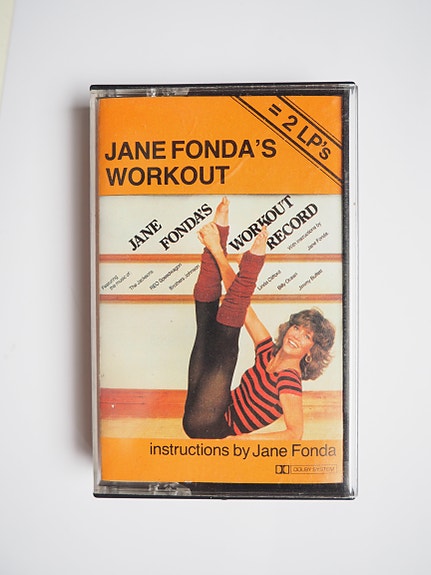 = 2 LP's
JANE FONDA'S
WORKOUT
JANE FONDA'S WORKOUT RECORD
Featuring
the music of:
The Jacksons
REO Speedwagon
Brothers Johnson
Linda Clifford
Billy Ocean
Jimmy Buffett
With instructions by
Jane Fonda
instructions by Jane Fonda
DOLBY SYSTEM